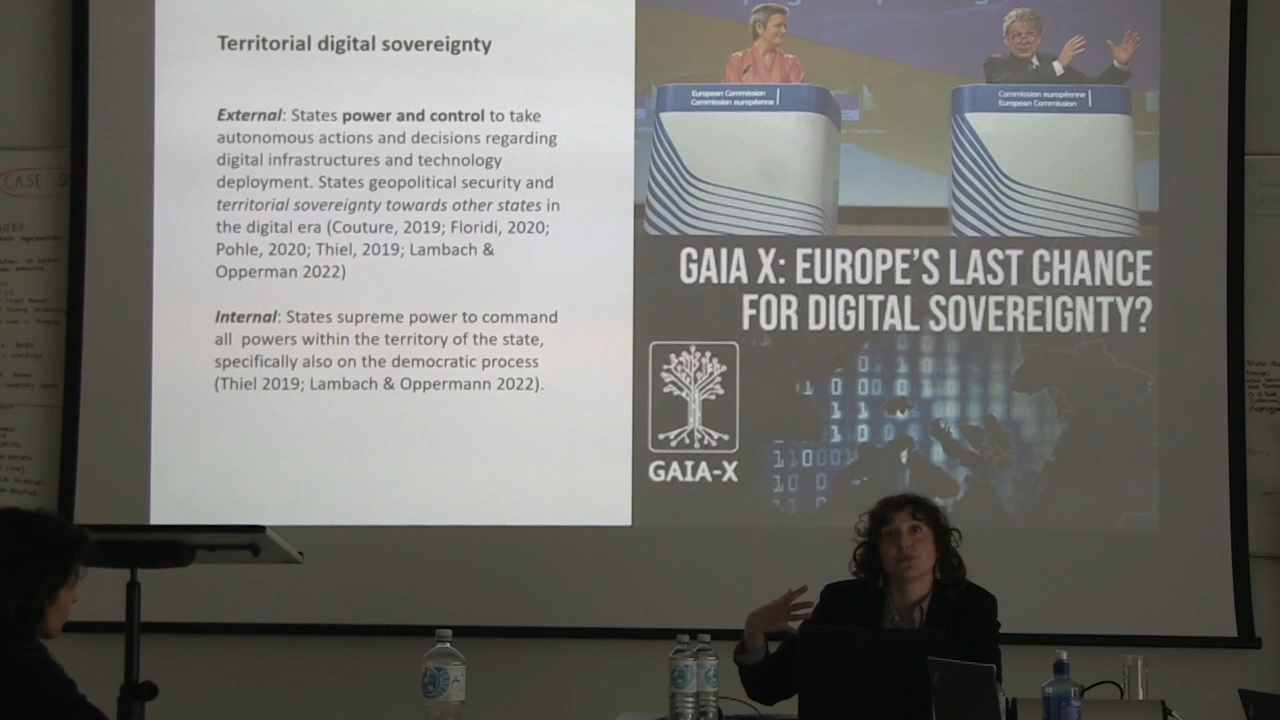 Territorial digital sovereignty
External: States power and control to take
autonomous actions and decisions regarding
digital infrastructures and technology
deployment. States geopolitical security and
territorial sovereignty towards other states in
the digital era (Couture, 2019; Floridi, 2020;
Pohle, 2020; Thiel, 2019; Lambach &
Opperman 2022)
Internal: States supreme power to command
all powers within the territory of the state,
specifically also on the democratic process
(Thiel 2019; Lambach & Oppermann 2022).
European Commission
Commission européenne
Commission européenne
European Commission
GAIA X: EUROPE'S LAST CHANCE
FOR DIGITAL SOVEREIGNTY?
GAIA-X
CASE